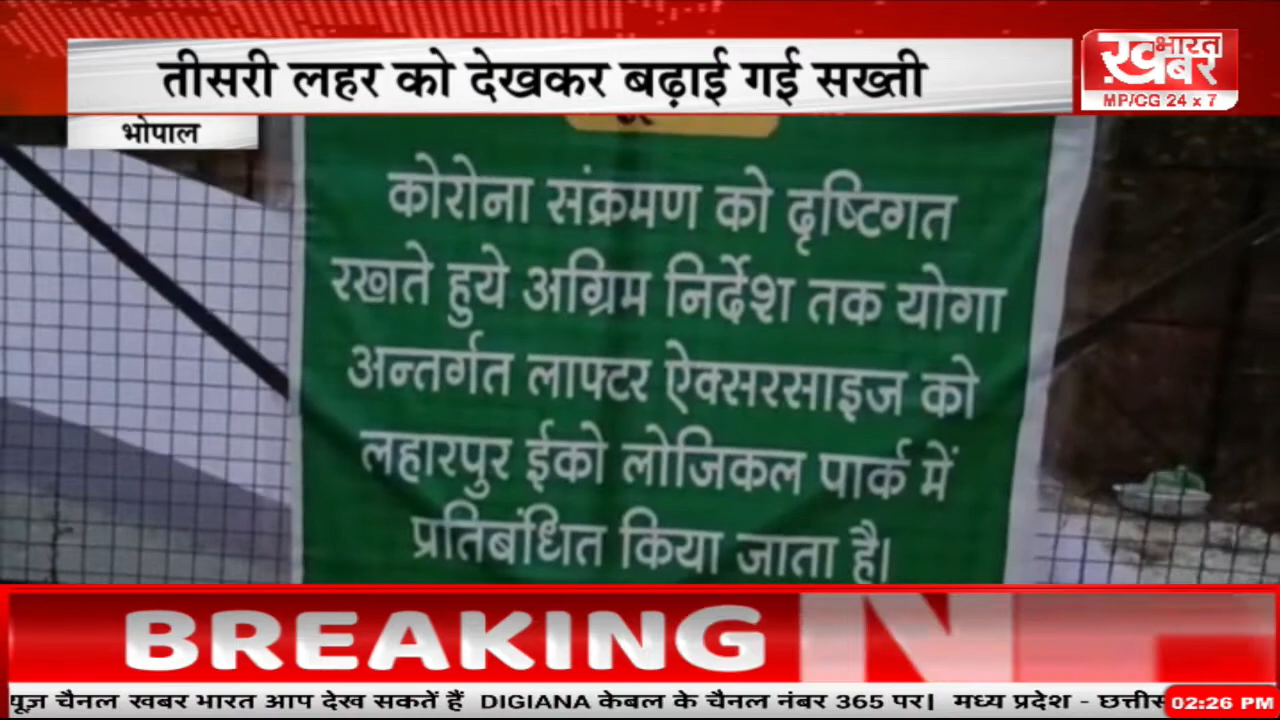 तीसरी लहर को देखकर बढ़ाई गई सख्ती
भारत
ख़बर
MP/CG 24 x 7
भोपाल
कोरोना संक्रमण को दृष्टिगत
रखते हुये अग्रिम निर्देश तक योगा
अन्तर्गत लाफ्टर ऐक्सरसाइज को
लहारपुर ईको लोजिकल पार्क में
प्रतिबंधित किया जाता है।
BREAKING
चैनल खबर भारत आप देख सकतें हैं DIGIANA केबल के चैनल नंबर 365 पर। मध्य प्रदेश -
02:26 PM